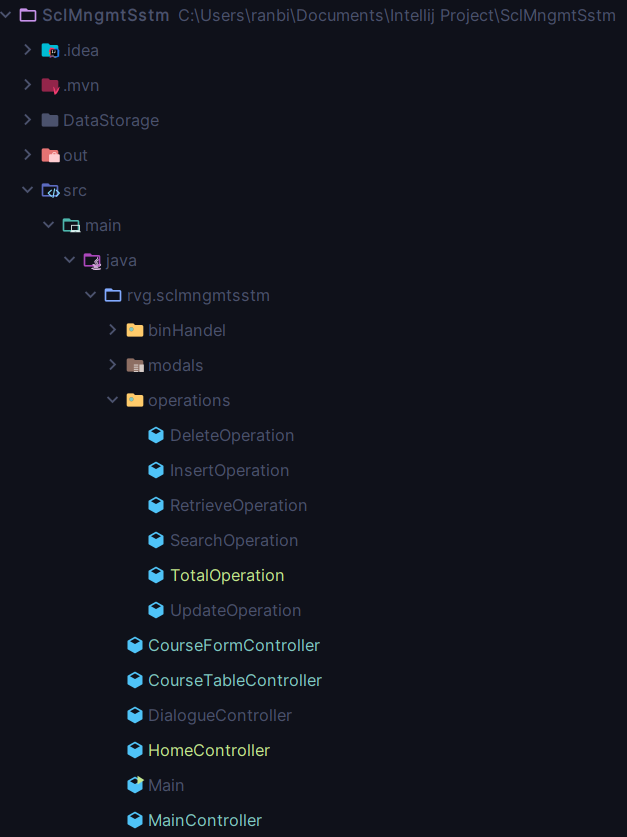 SclMngmtSstm C:\Users\ranbi\Documents\Intellij Project\SclMngmtSstm
.idea
.mvn
DataStorage
out
src
main
java
rvg.sclmngmtsstm
binHandel
modals
operations
DeleteOperation
InsertOperation
RetrieveOperation
SearchOperation
TotalOperation
UpdateOperation
CourseFormController
CourseTableController
DialogueController
HomeController
Main
MainController